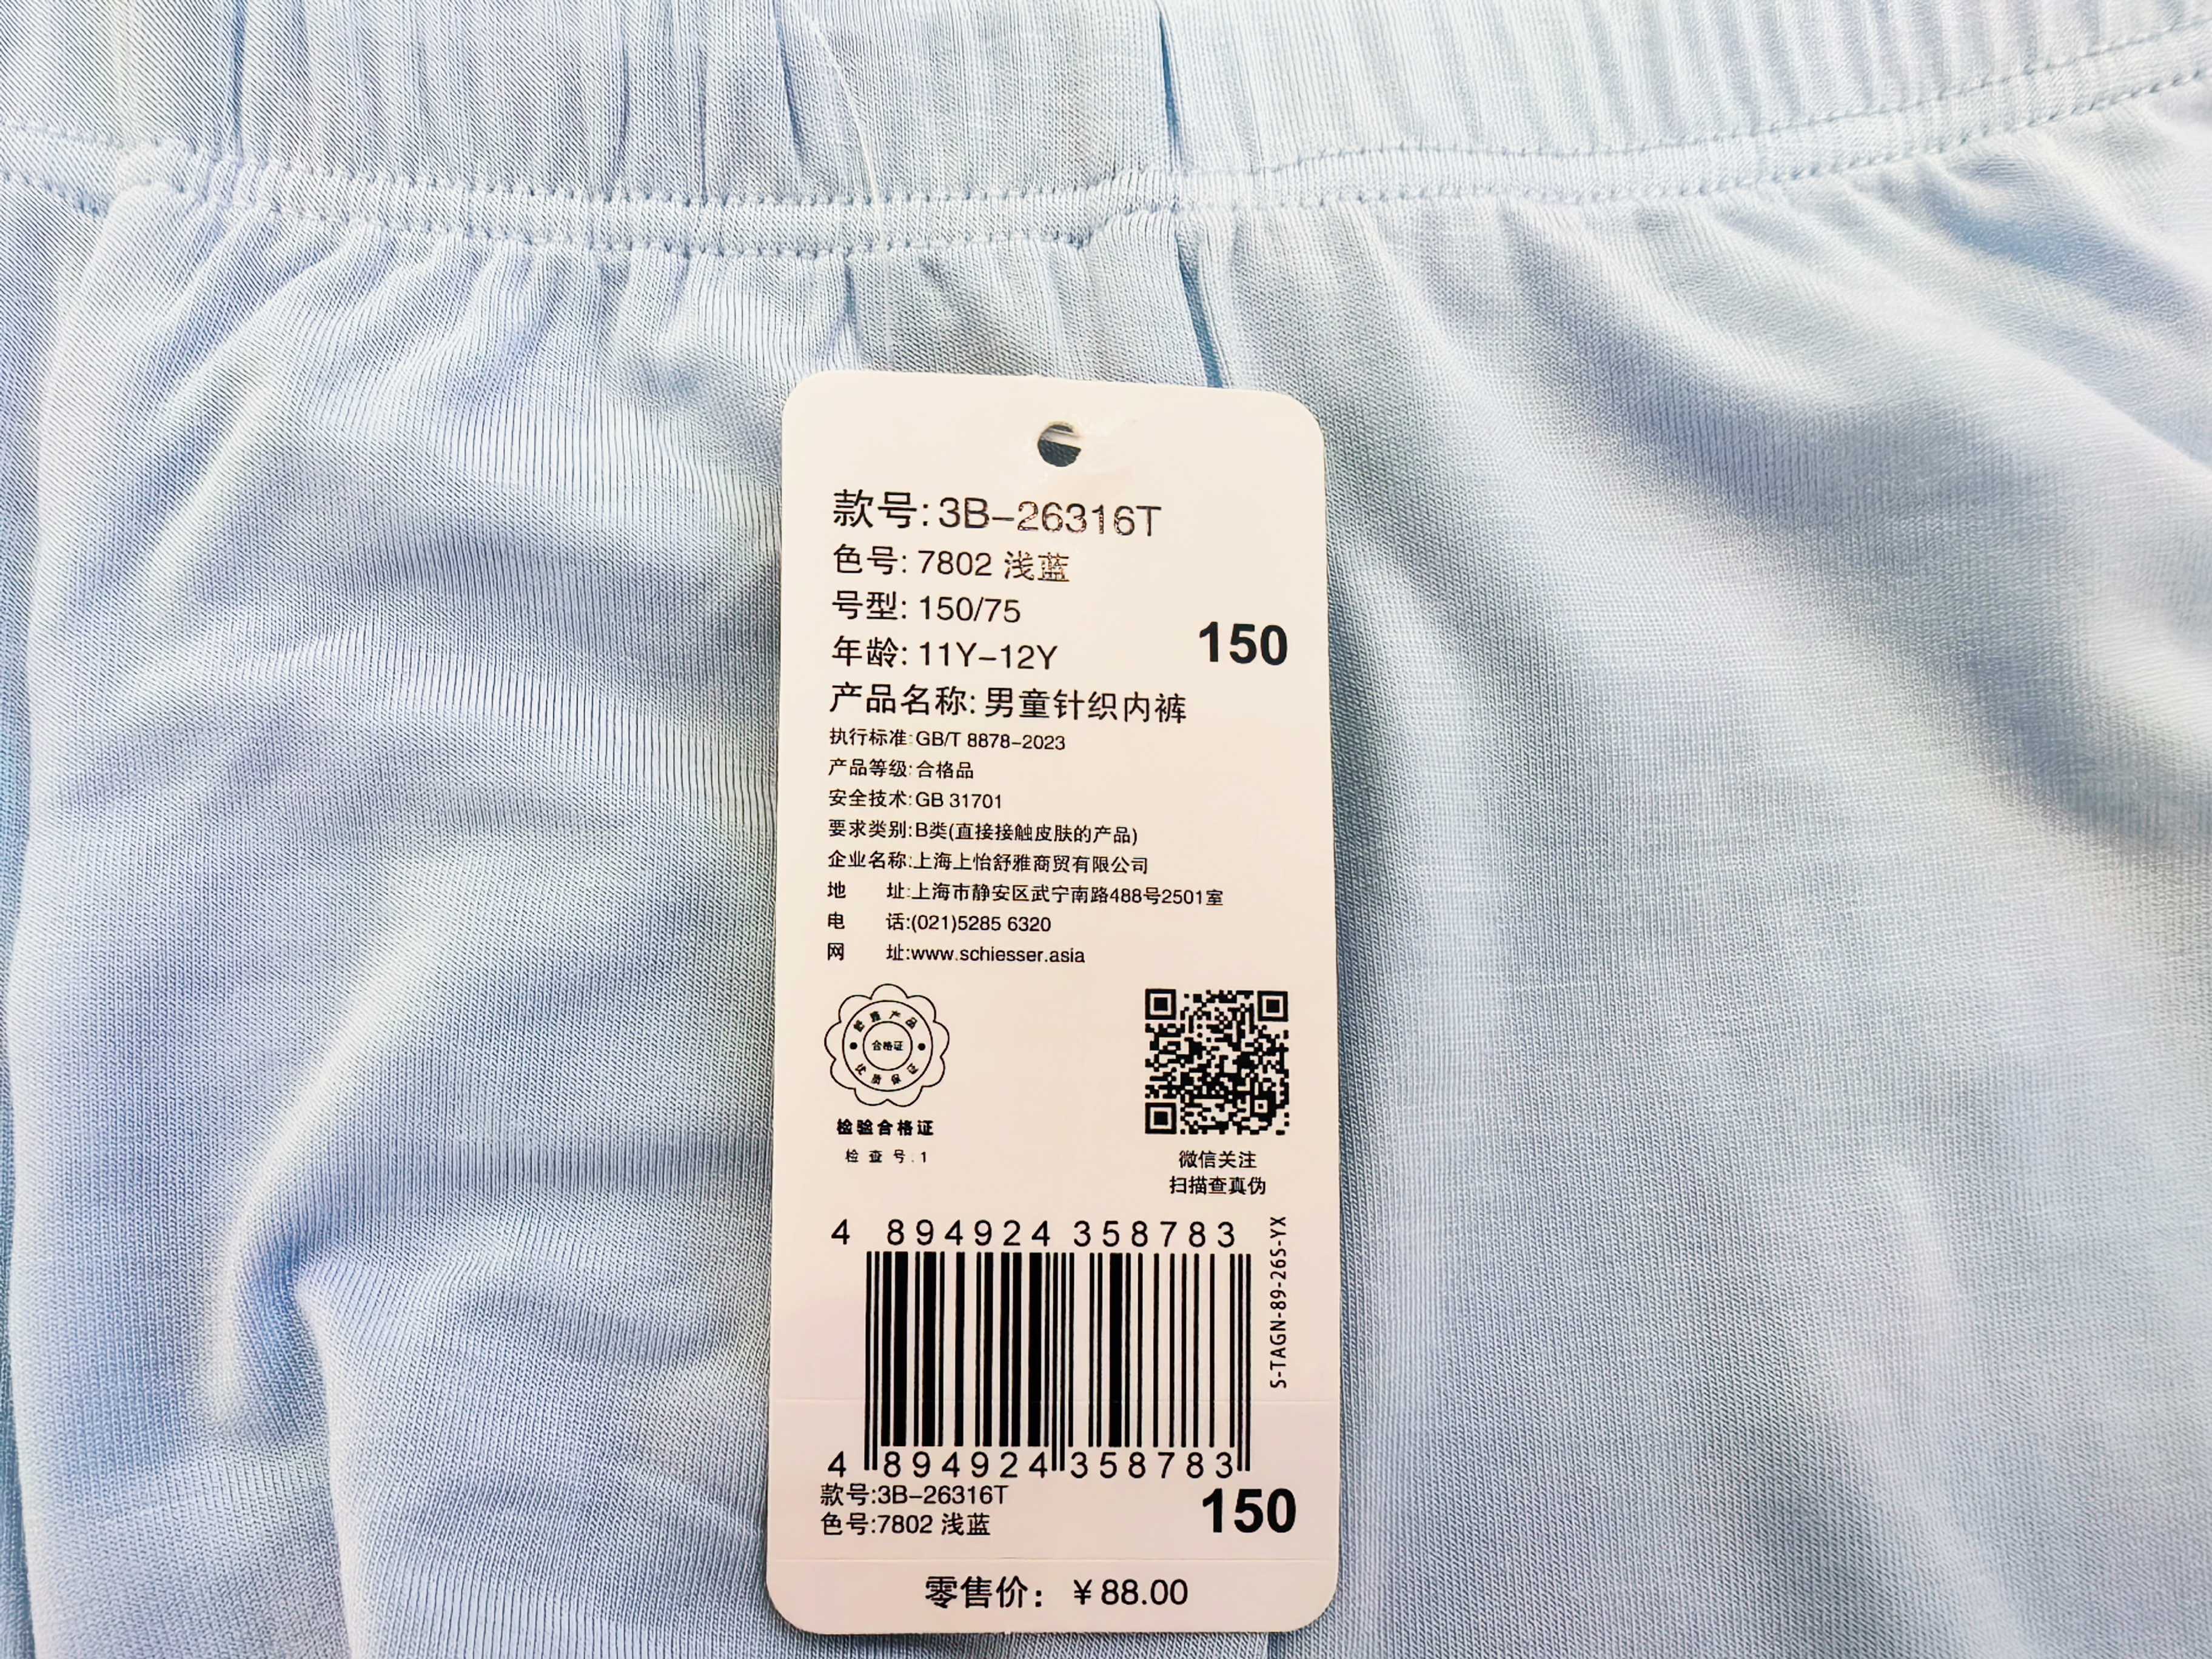 款号: 3B-26316T
色号: 7802 浅蓝
号型: 150/75
150
年龄: 11Y-12Y
产品名称: 男童针织内裤
执行标准:GB/T 8878-2023
产品等级:合格品
安全技术:GB 31701
要求类别:B类(直接接触皮肤的产品)
企业名称:上海上怡舒雅商贸有限公司
地 址:上海市静安区武宁南路488号2501室
电 话:(021)5285 6320
网 址:www.schiesser.asia
舒雅产品
合格证
优质保证
检验合格证
检查号.1
微信关注
扫描查真伪
4 894924 358783
S-TAGN-89-26S-YX
4 894924 358783
款号:3B-26316T
色号:7802 浅蓝
150
零售价: ¥88.00